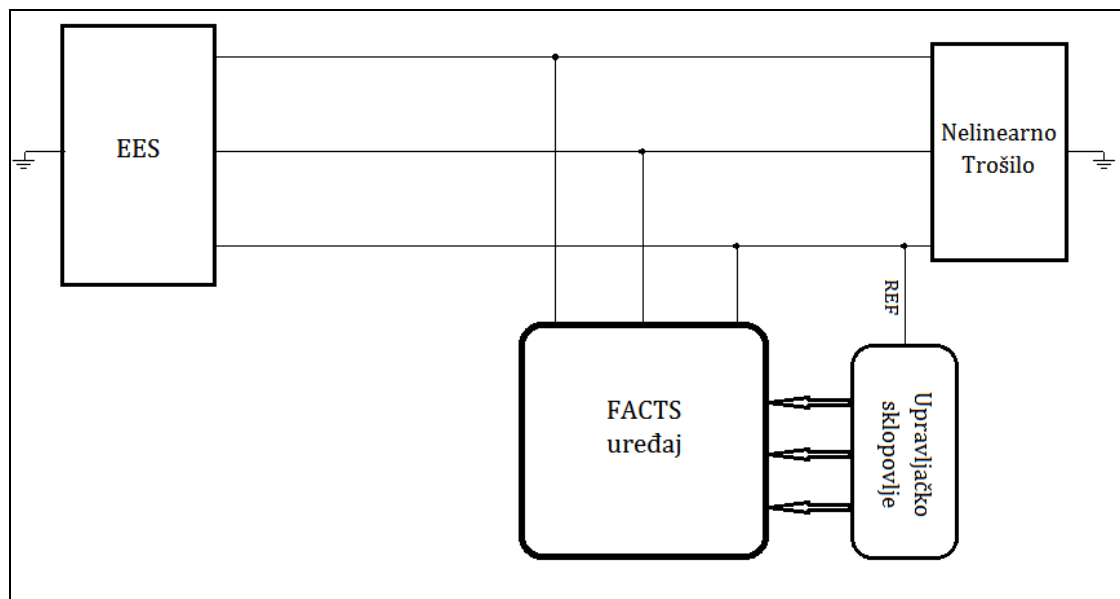 EES
Nelinearno
Trošilo
REF
FACTS
uređaj
Upravljačko
sklopovlje